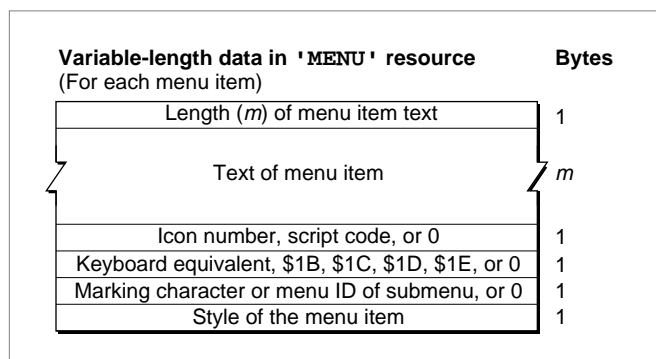 Variable-length data in 'MENU' resource Bytes
(For each menu item)
Length (m) of menu item text 1
Text of menu item m
Icon number, script code, or 0 1
Keyboard equivalent, $1B, $1C, $1D, $1E, or 0 1
Marking character or menu ID of submenu, or 0 1
Style of the menu item 1